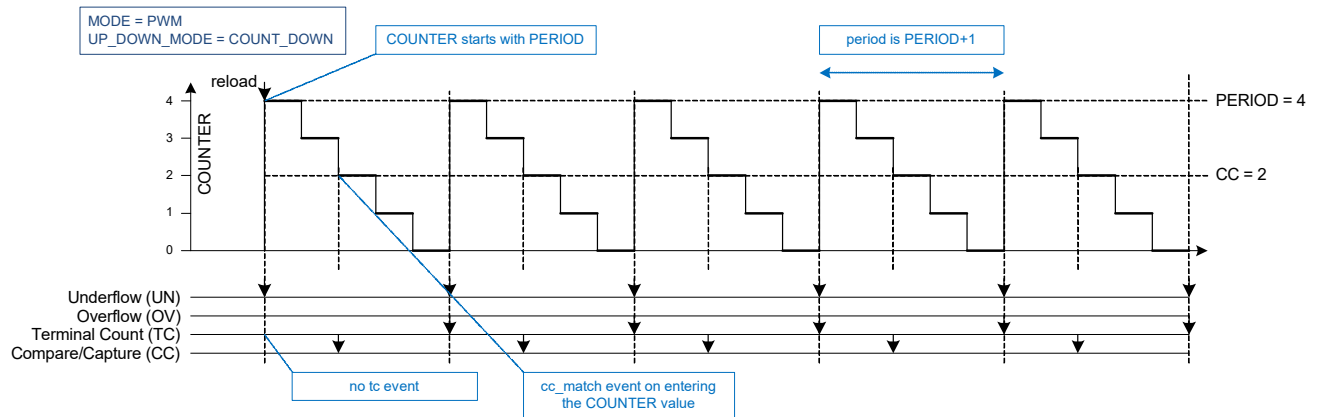 MODE = PWM
UP_DOWN_MODE = COUNT_DOWN
COUNTER starts with PERIOD
period is PERIOD+1
reload
4
3
2
1
0
COUNTER
PERIOD = 4
CC = 2
Underflow (UN)
Overflow (OV)
Terminal Count (TC)
Compare/Capture (CC)
no tc event
cc_match event on entering
the COUNTER value